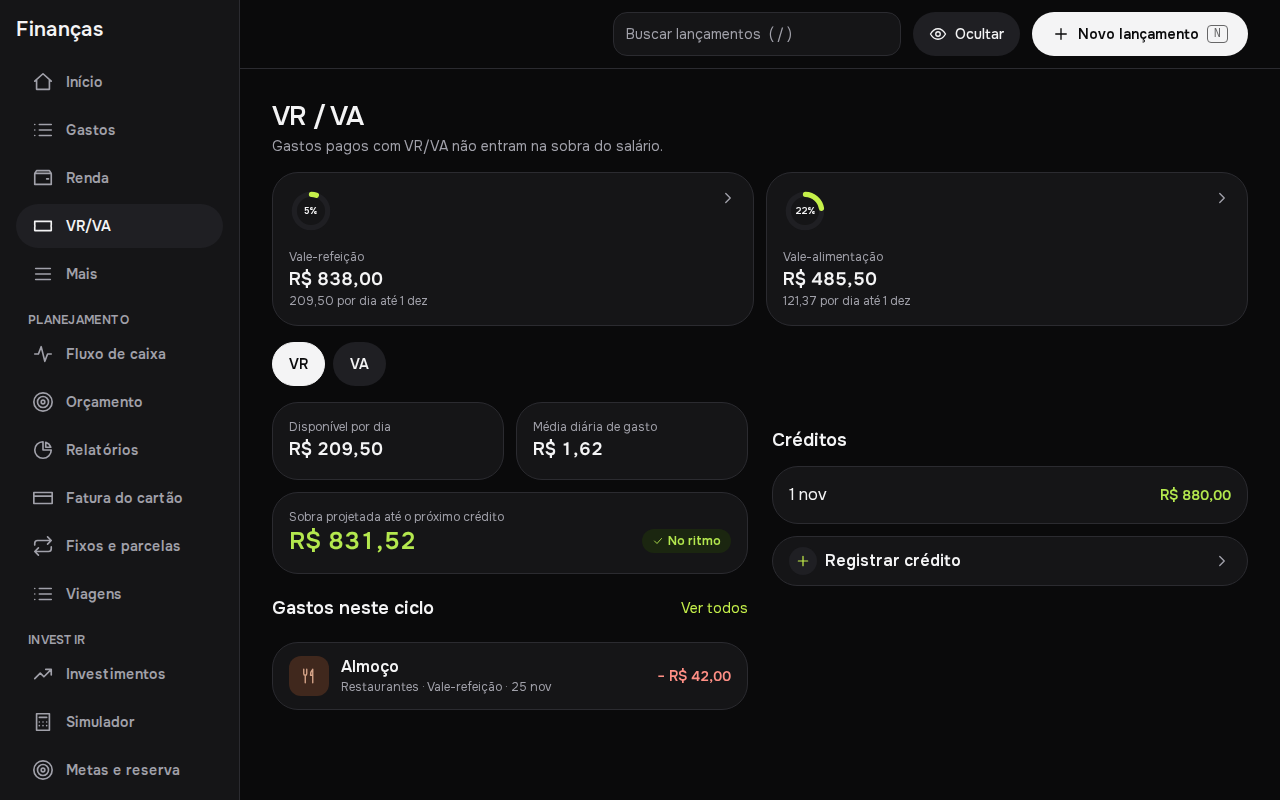 Finanças
Buscar lançamentos ( / )
Ocultar
Novo lançamento
N
Início
Gastos
Renda
VR/VA
Mais
PLANEJAMENTO
Fluxo de caixa
Orçamento
Relatórios
Fatura do cartão
Fixos e parcelas
Viagens
INVESTIR
Investimentos
Simulador
Metas e reserva
VR / VA
Gastos pagos com VR/VA não entram na sobra do salário.
5%
Vale-refeição
R$ 838,00
209,50 por dia até 1 dez
22%
Vale-alimentação
R$ 485,50
121,37 por dia até 1 dez
VR
VA
Disponível por dia
R$ 209,50
Média diária de gasto
R$ 1,62
Sobra projetada até o próximo crédito
R$ 831,52
No ritmo
Gastos neste ciclo
Ver todos
Almoço
Restaurantes · Vale-refeição · 25 nov
− R$ 42,00
Créditos
1 nov
R$ 880,00
Registrar crédito